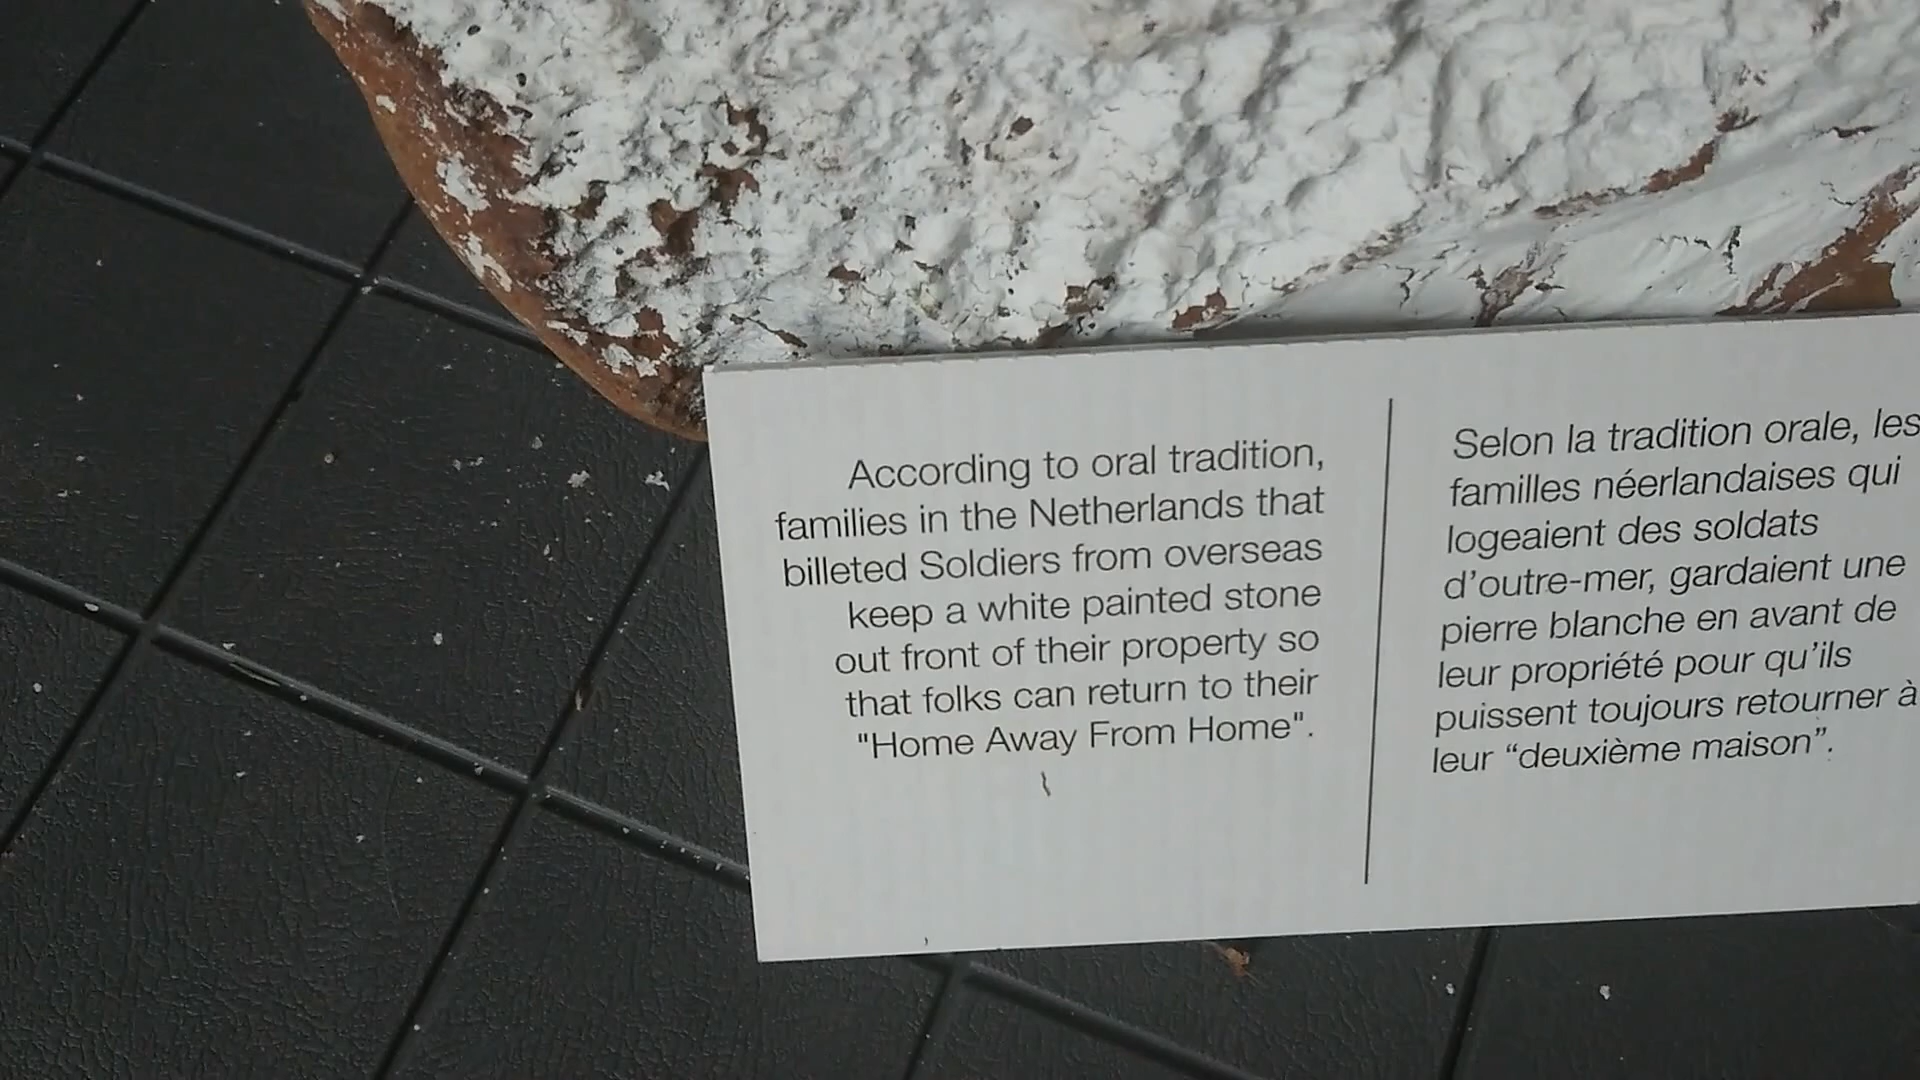 According to oral tradition,
families in the Netherlands that
billeted Soldiers from overseas
keep a white painted stone
out front of their property so
that folks can return to their
"Home Away From Home".
Selon la tradition orale, les
familles néerlandaises qui
logeaient des soldats
d'outre-mer, gardaient une
pierre blanche en avant de
leur propriété pour qu'ils
puissent toujours retourner à
leur “deuxième maison”.